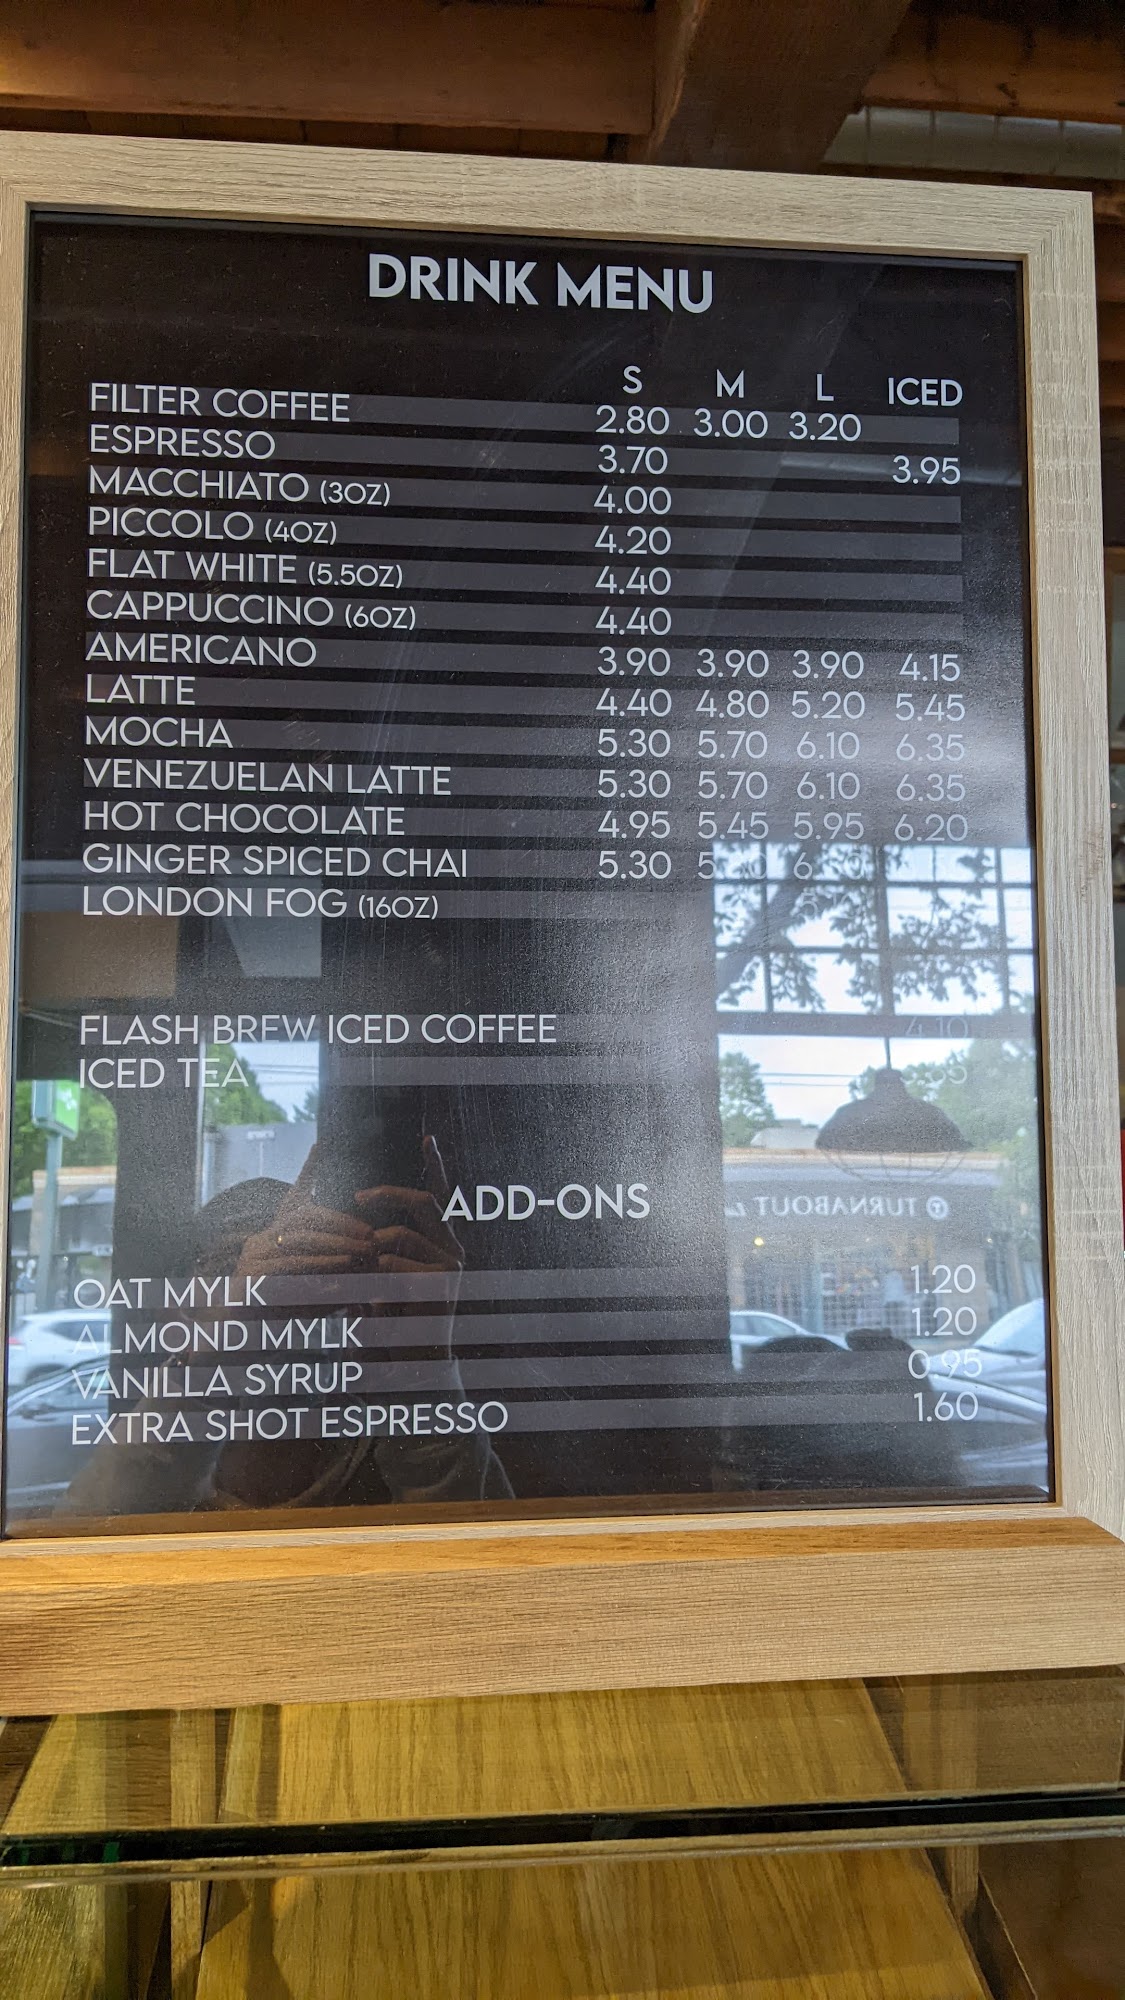 DRINK MENU
S M L ICED
FILTER COFFEE 2.80 3.00 3.20
ESPRESSO 3.70 3.95
MACCHIATO (3OZ) 4.00
PICCOLO (4OZ) 4.20
FLAT WHITE (5.5OZ) 4.40
CAPPUCCINO (6OZ) 4.40
AMERICANO 3.90 3.90 3.90 4.15
LATTE 4.40 4.80 5.20 5.45
MOCHA 5.30 5.70 6.10 6.35
VENEZUELAN LATTE 5.30 5.70 6.10 6.35
HOT CHOCOLATE 4.95 5.45 5.95 6.20
GINGER SPICED CHAI 5.30
LONDON FOG (16OZ)
FLASH BREW ICED COFFEE 4.10
ICED TEA
TURNABOUT
ADD-ONS
OAT MYLK 1.20
ALMOND MYLK 1.20
VANILLA SYRUP 0.95
EXTRA SHOT ESPRESSO 1.60